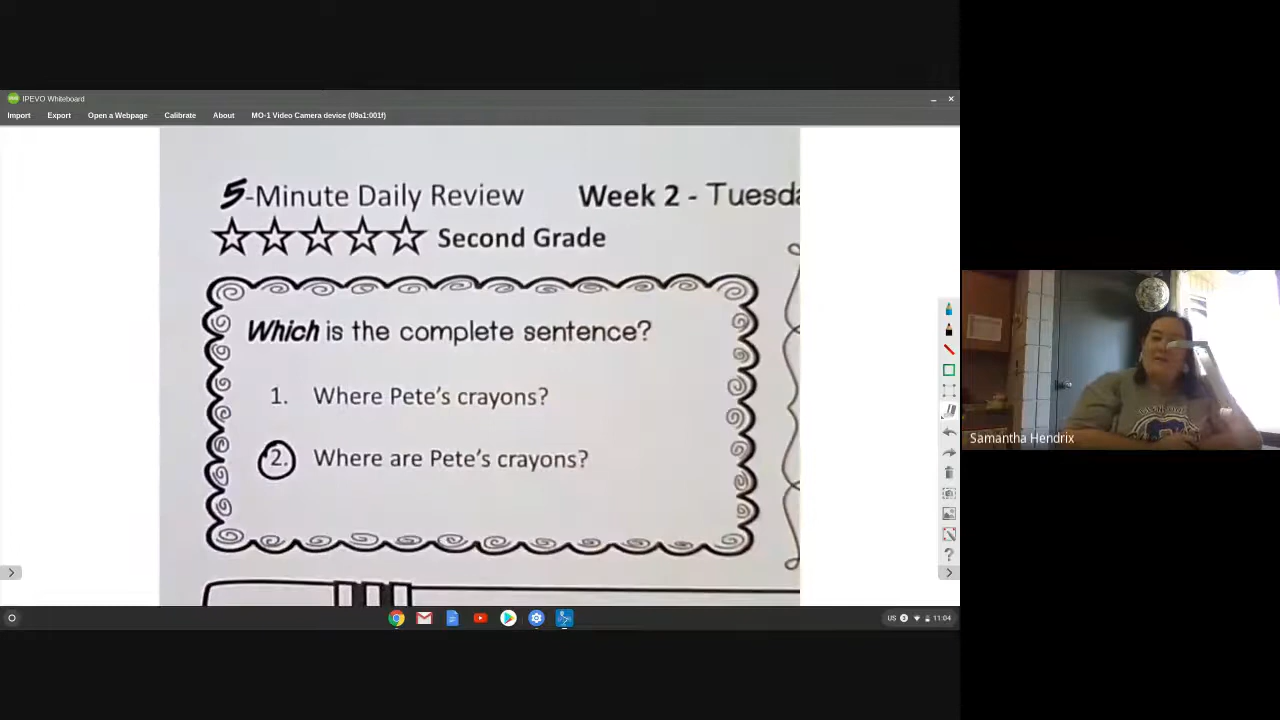 IPEVO Whiteboard
Import Export Open a Webpage Calibrate About MO-1 Video Camera device (09a1:001f)
5-Minute Daily Review Week 2 - Tuesda
Second Grade
Which is the complete sentence?
1. Where Pete's crayons?
2. Where are Pete's crayons?
Samantha Hendrix
US 3 11:04